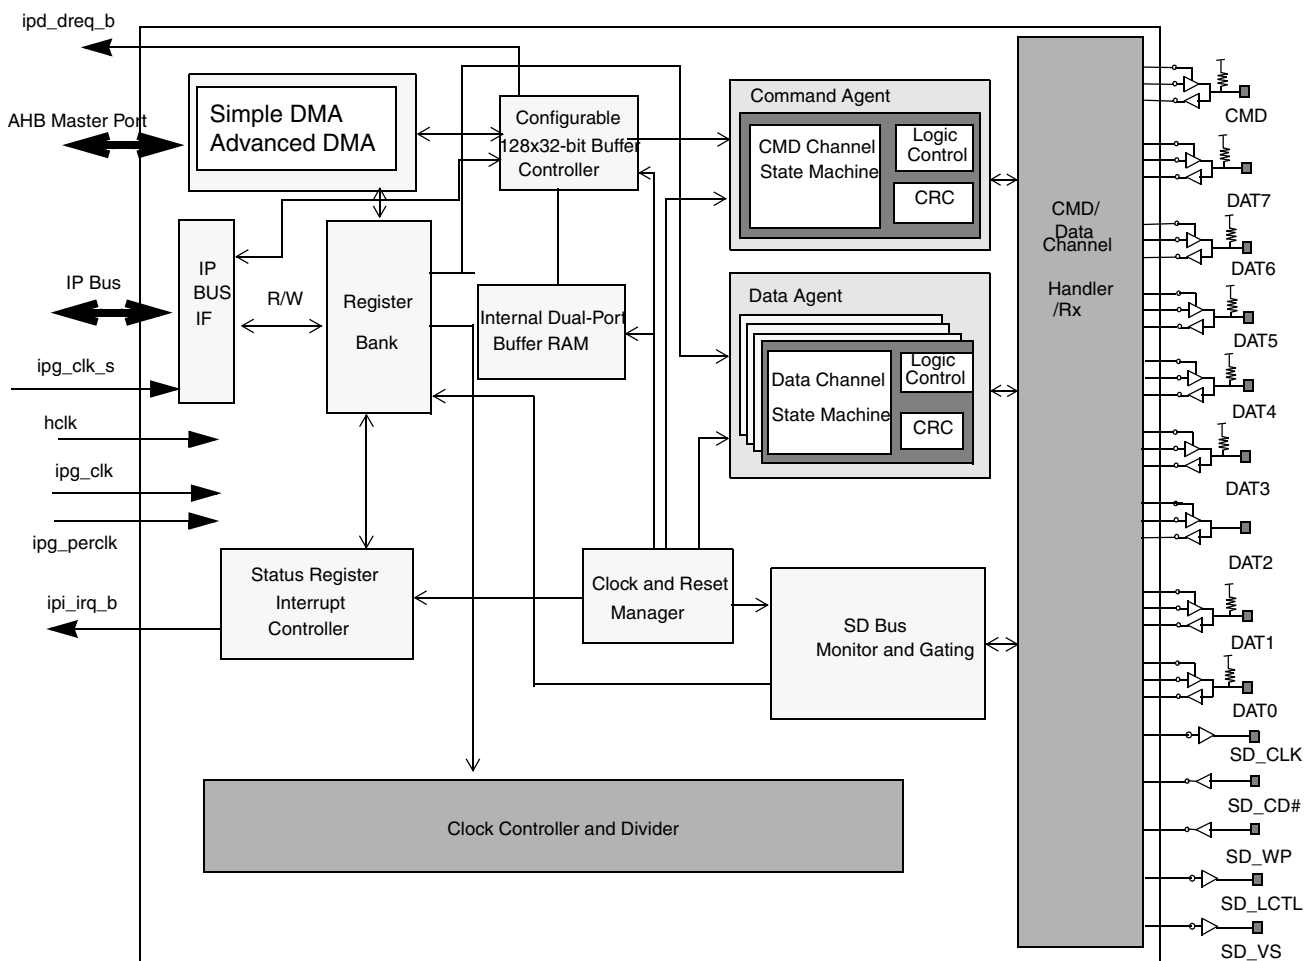 ipd_dreq_b
AHB Master Port
Simple DMA
Advanced DMA
Configurable
128x32-bit Buffer
Controller
Command Agent
CMD Channel
State Machine
Logic
Control
CRC
IP Bus
IP
BUS
IF
R/W
Register
Bank
Internal Dual-Port
Buffer RAM
Data Agent
Data Channel
State Machine
Logic
Control
CRC
CMD/
Data
Channel
Handler
/Rx
ipg_clk_s
hclk
ipg_clk
ipg_perclk
ipi_irq_b
Status Register
Interrupt
Controller
Clock and Reset
Manager
SD Bus
Monitor and Gating
Clock Controller and Divider
CMD
DAT7
DAT6
DAT5
DAT4
DAT3
DAT2
DAT1
DAT0
SD_CLK
SD_CD#
SD_WP
SD_LCTL
SD_VS